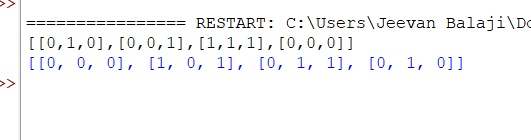 >>
================ RESTART: C:\Users\Jeevan Balaji\Do
[[0,1,0],[0,0,1],[1,1,1],[0,0,0]]
[[0, 0, 0], [1, 0, 1], [0, 1, 1], [0, 1, 0]]
>>